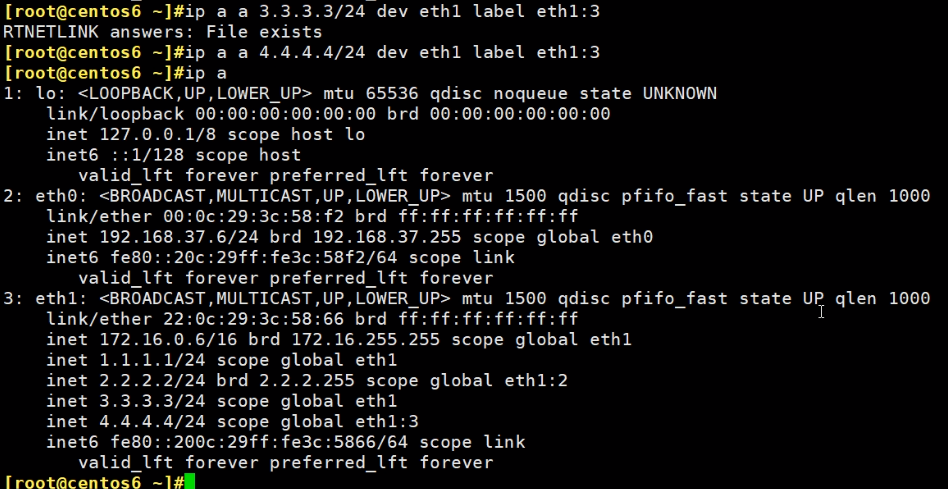 [root@centos6 ~]#ip a a 3.3.3.3/24 dev eth1 label eth1:3
RTNETLINK answers: File exists
[root@centos6 ~]#ip a a 4.4.4.4/24 dev eth1 label eth1:3
[root@centos6 ~]#ip a
1: lo: <LOOPBACK,UP,LOWER_UP> mtu 65536 qdisc noqueue state UNKNOWN
    link/loopback 00:00:00:00:00:00 brd 00:00:00:00:00:00
    inet 127.0.0.1/8 scope host lo
    inet6 ::1/128 scope host
       valid_lft forever preferred_lft forever
2: eth0: <BROADCAST,MULTICAST,UP,LOWER_UP> mtu 1500 qdisc pfifo_fast state UP qlen 1000
    link/ether 00:0c:29:3c:58:f2 brd ff:ff:ff:ff:ff:ff
    inet 192.168.37.6/24 brd 192.168.37.255 scope global eth0
    inet6 fe80::20c:29ff:fe3c:58f2/64 scope link
       valid_lft forever preferred_lft forever
3: eth1: <BROADCAST,MULTICAST,UP,LOWER_UP> mtu 1500 qdisc pfifo_fast state UP qlen 1000
    link/ether 22:0c:29:3c:58:66 brd ff:ff:ff:ff:ff:ff
    inet 172.16.0.6/16 brd 172.16.255.255 scope global eth1
    inet 1.1.1.1/24 scope global eth1
    inet 2.2.2.2/24 brd 2.2.2.255 scope global eth1:2
    inet 3.3.3.3/24 scope global eth1
    inet 4.4.4.4/24 scope global eth1:3
    inet6 fe80::200c:29ff:fe3c:5866/64 scope link
       valid_lft forever preferred_lft forever
[root@centos6 ~]#